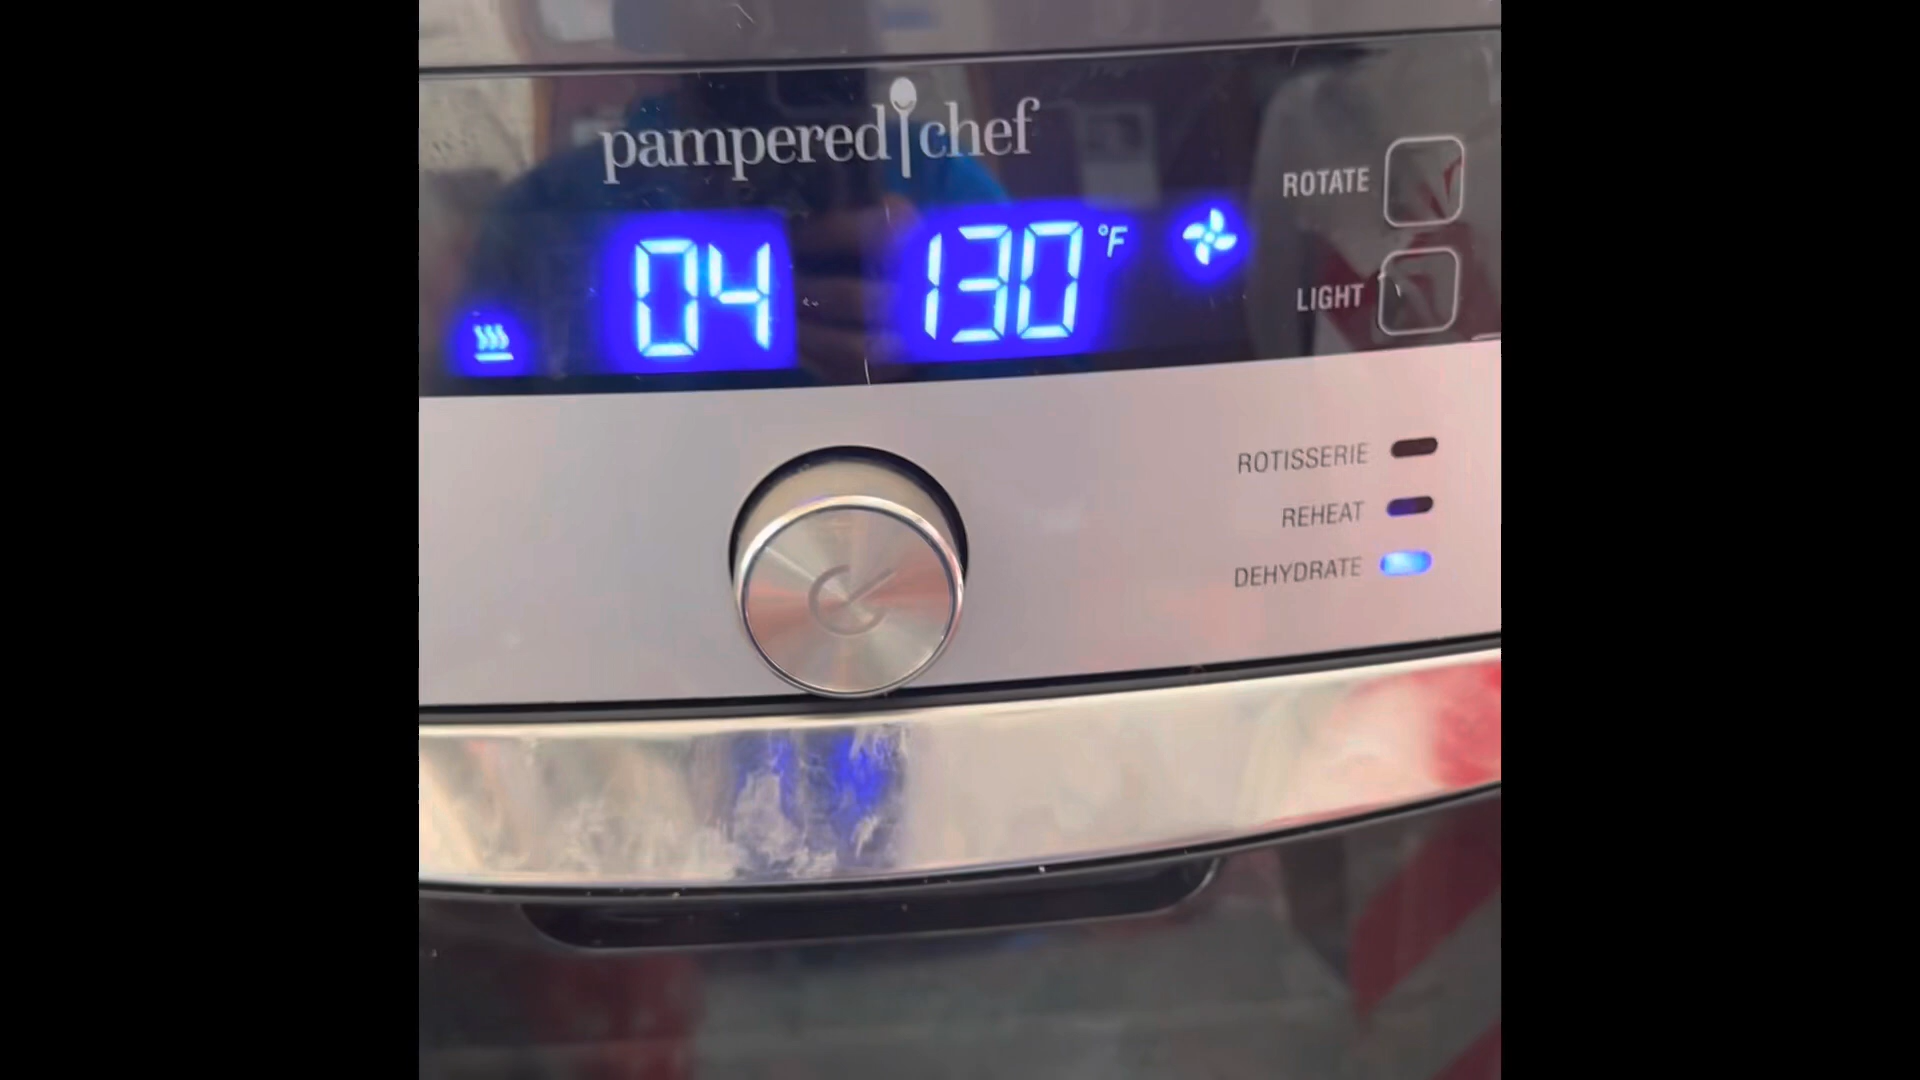 pampered chef
ROTATE
04 130 °F
LIGHT
ROTISSERIE
REHEAT
DEHYDRATE